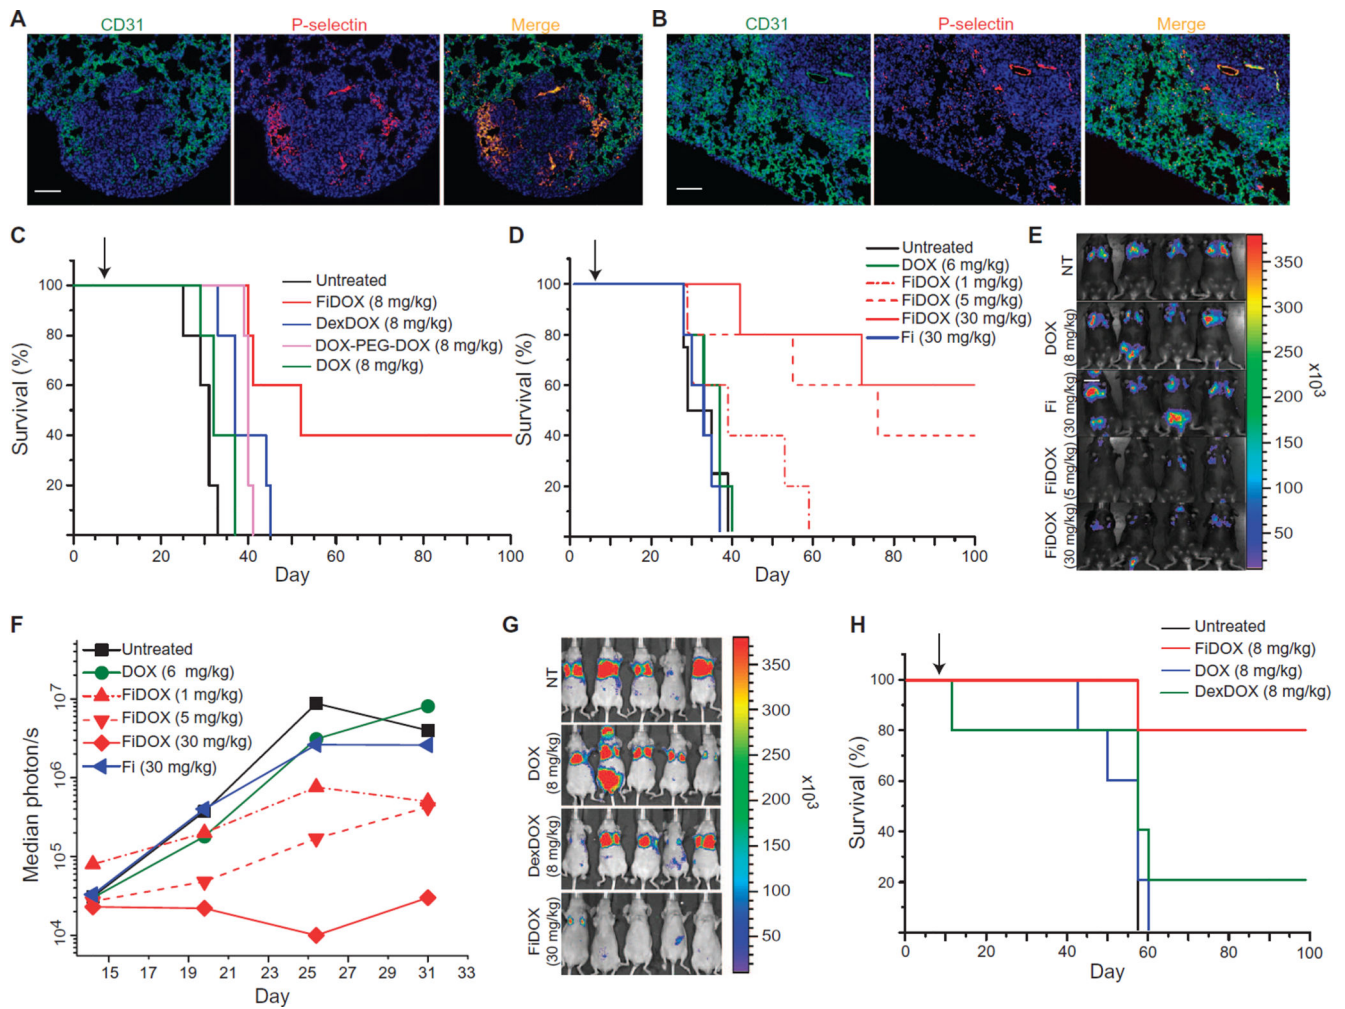 A
CD31
P-selectin
Merge
B
CD31
P-selectin
Merge
C
Survival (%)
100
80
60
40
20
0
20
40
60
80
100
Day
Untreated
FiDOX (8 mg/kg)
DexDOX (8 mg/kg)
DOX-PEG-DOX (8 mg/kg)
DOX (8 mg/kg)
D
Survival (%)
100
80
60
40
20
0
20
40
60
80
100
Day
Untreated
DOX (6 mg/kg)
FiDOX (1 mg/kg)
FiDOX (5 mg/kg)
FiDOX (30 mg/kg)
Fi (30 mg/kg)
E
NT
DOX
(8 mg/kg)
Fi
(30 mg/kg)
FiDOX
(5 mg/kg)
FiDOX
(30 mg/kg)
350
300
250
200
150
100
50
x10³
F
Untreated
DOX (6 mg/kg)
FiDOX (1 mg/kg)
FiDOX (5 mg/kg)
FiDOX (30 mg/kg)
Fi (30 mg/kg)
Median photon/s
10⁷
10⁶
10⁵
10⁴
15
17
19
21
23
25
27
29
31
33
Day
G
NT
DOX
(8 mg/kg)
DexDOX
(8 mg/kg)
FiDOX
(30 mg/kg)
350
300
250
200
150
100
50
x10³
H
Untreated
FiDOX (8 mg/kg)
DOX (8 mg/kg)
DexDOX (8 mg/kg)
Survival (%)
100
80
60
40
20
0
20
40
60
80
100
Day